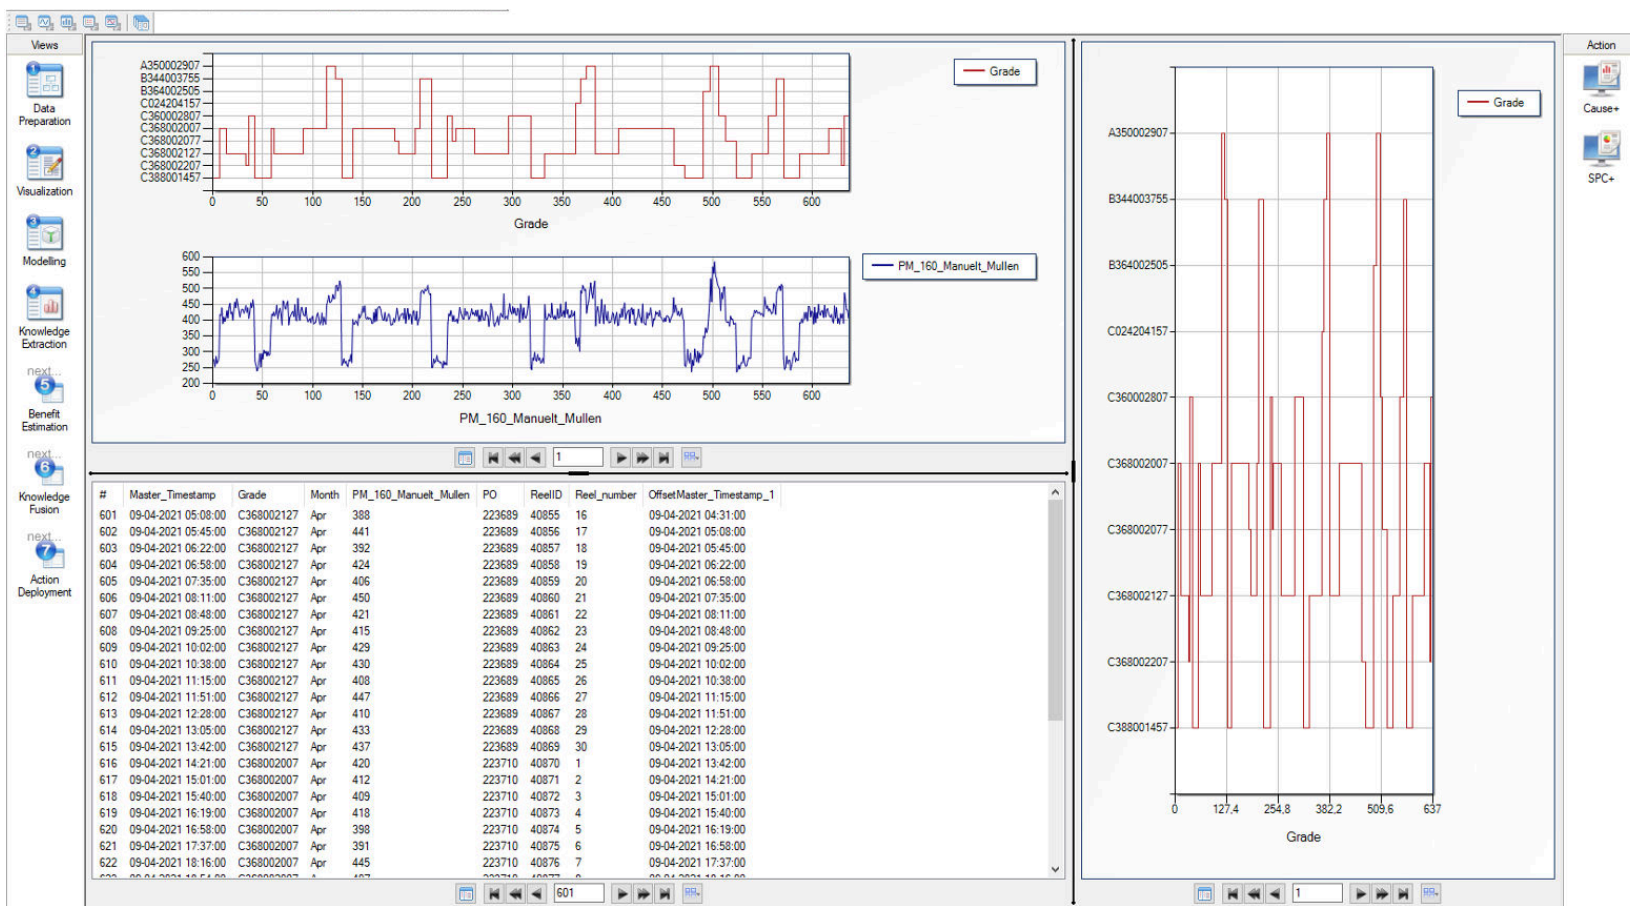 Views
Data
Preparation
Visualization
Modelling
Knowledge
Extraction
next...
Benefit
Estimation
next...
Knowledge
Fusion
next...
Action
Deployment
A350002907
B344003755
B364002505
C024204157
C360002807
C368002007
C368002077
C368002127
C368002207
C388001457
0 50 100 150 200 250 300 350 400 450 500 550 600
Grade
Grade
600
550
500
450
400
350
300
250
200
0 50 100 150 200 250 300 350 400 450 500 550 600
PM_160_Manuelt_Mullen
PM_160_Manuelt_Mullen
1
# Master_Timestamp Grade Month PM_160_Manuelt_Mullen PO ReelID Reel_number OffsetMaster_Timestamp_1
601 09-04-2021 05:08:00 C368002127 Apr 388 223689 40855 16 09-04-2021 04:31:00
602 09-04-2021 05:45:00 C368002127 Apr 441 223689 40856 17 09-04-2021 05:08:00
603 09-04-2021 06:22:00 C368002127 Apr 392 223689 40857 18 09-04-2021 05:45:00
604 09-04-2021 06:58:00 C368002127 Apr 424 223689 40858 19 09-04-2021 06:22:00
605 09-04-2021 07:35:00 C368002127 Apr 406 223689 40859 20 09-04-2021 06:58:00
606 09-04-2021 08:11:00 C368002127 Apr 450 223689 40860 21 09-04-2021 07:35:00
607 09-04-2021 08:48:00 C368002127 Apr 421 223689 40861 22 09-04-2021 08:11:00
608 09-04-2021 09:25:00 C368002127 Apr 415 223689 40862 23 09-04-2021 08:48:00
609 09-04-2021 10:02:00 C368002127 Apr 429 223689 40863 24 09-04-2021 09:25:00
610 09-04-2021 10:38:00 C368002127 Apr 430 223689 40864 25 09-04-2021 10:02:00
611 09-04-2021 11:15:00 C368002127 Apr 408 223689 40865 26 09-04-2021 10:38:00
612 09-04-2021 11:51:00 C368002127 Apr 447 223689 40866 27 09-04-2021 11:15:00
613 09-04-2021 12:28:00 C368002127 Apr 410 223689 40867 28 09-04-2021 11:51:00
614 09-04-2021 13:05:00 C368002127 Apr 433 223689 40868 29 09-04-2021 12:28:00
615 09-04-2021 13:42:00 C368002127 Apr 437 223689 40869 30 09-04-2021 13:05:00
616 09-04-2021 14:21:00 C368002007 Apr 420 223710 40870 1 09-04-2021 13:42:00
617 09-04-2021 15:01:00 C368002007 Apr 412 223710 40871 2 09-04-2021 14:21:00
618 09-04-2021 15:40:00 C368002007 Apr 409 223710 40872 3 09-04-2021 15:01:00
619 09-04-2021 16:19:00 C368002007 Apr 418 223710 40873 4 09-04-2021 15:40:00
620 09-04-2021 16:58:00 C368002007 Apr 398 223710 40874 5 09-04-2021 16:19:00
621 09-04-2021 17:37:00 C368002007 Apr 391 223710 40875 6 09-04-2021 16:58:00
622 09-04-2021 18:16:00 C368002007 Apr 445 223710 40876 7 09-04-2021 17:37:00
601
Grade
A350002907
B344003755
B364002505
C024204157
C360002807
C368002007
C368002077
C368002127
C368002207
C388001457
0 127,4 254,8 382,2 509,6 637
Grade
1
Action
Cause+
SPC+